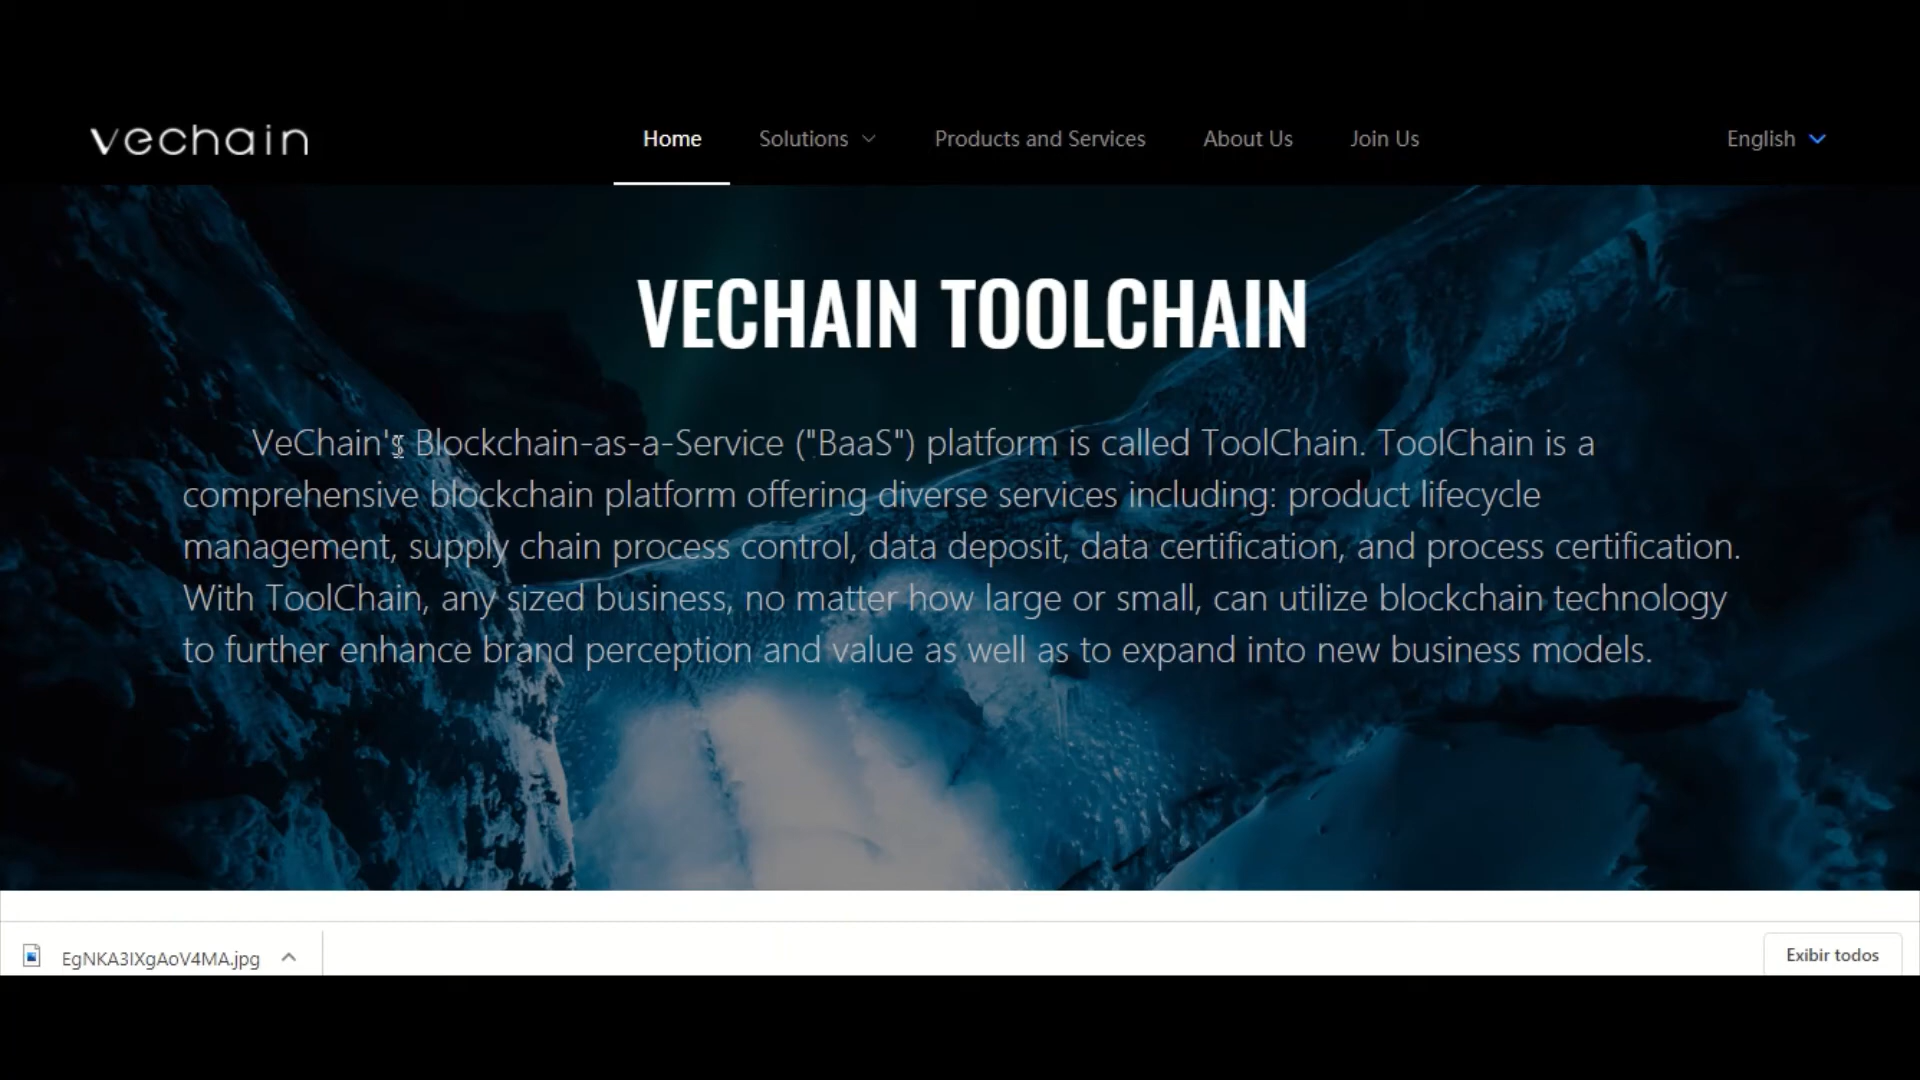 vechain
Home Solutions Products and Services About Us Join Us English
VECHAIN TOOLCHAIN
VeChain's Blockchain-as-a-Service ("BaaS") platform is called ToolChain. ToolChain is a
comprehensive blockchain platform offering diverse services including: product lifecycle
management, supply chain process control, data deposit, data certification, and process certification.
With ToolChain, any sized business, no matter how large or small, can utilize blockchain technology
to further enhance brand perception and value as well as to expand into new business models.
EgNKA3IXgAoV4MA.jpg Exibir todos